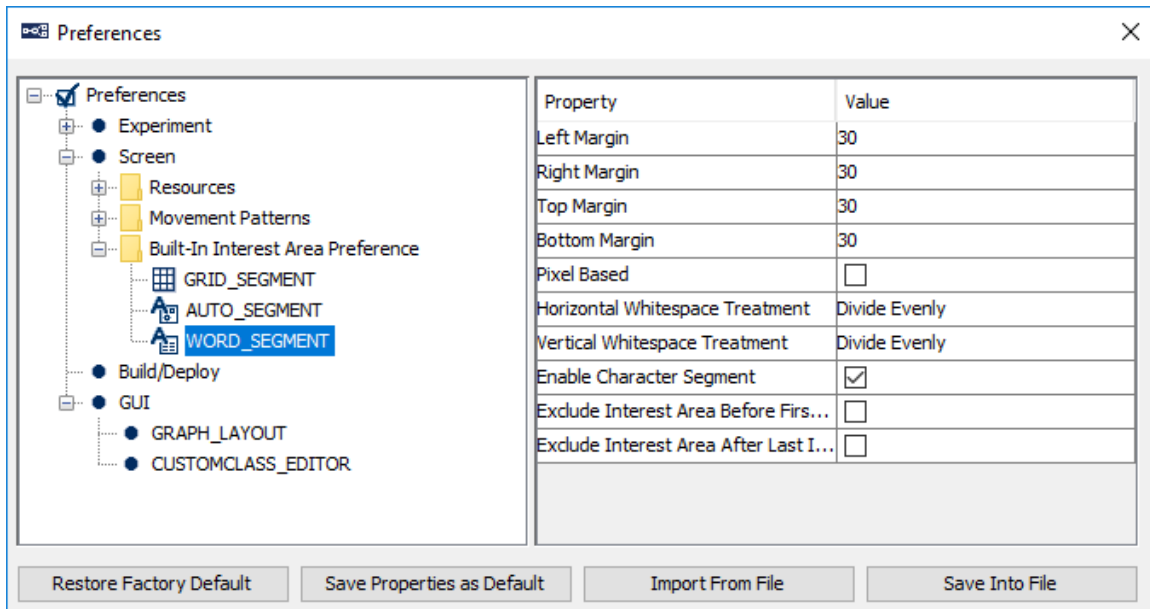 Preferences
Preferences
Experiment
Screen
Resources
Movement Patterns
Built-In Interest Area Preference
GRID_SEGMENT
AUTO_SEGMENT
WORD_SEGMENT
Build/Deploy
GUI
GRAPH_LAYOUT
CUSTOMCLASS_EDITOR
Property Value
Left Margin 30
Right Margin 30
Top Margin 30
Bottom Margin 30
Pixel Based
Horizontal Whitespace Treatment Divide Evenly
Vertical Whitespace Treatment Divide Evenly
Enable Character Segment
Exclude Interest Area Before Firs...
Exclude Interest Area After Last I...
Restore Factory Default Save Properties as Default Import From File Save Into File